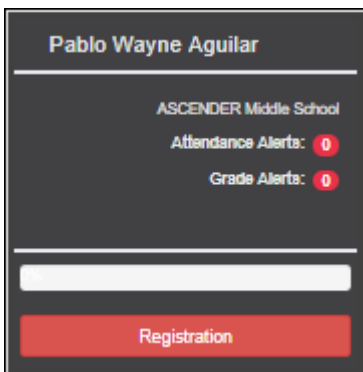 Pablo Wayne Aguilar
ASCENDER Middle School
Attendance Alerts: 0
Grade Alerts: 0
Registration